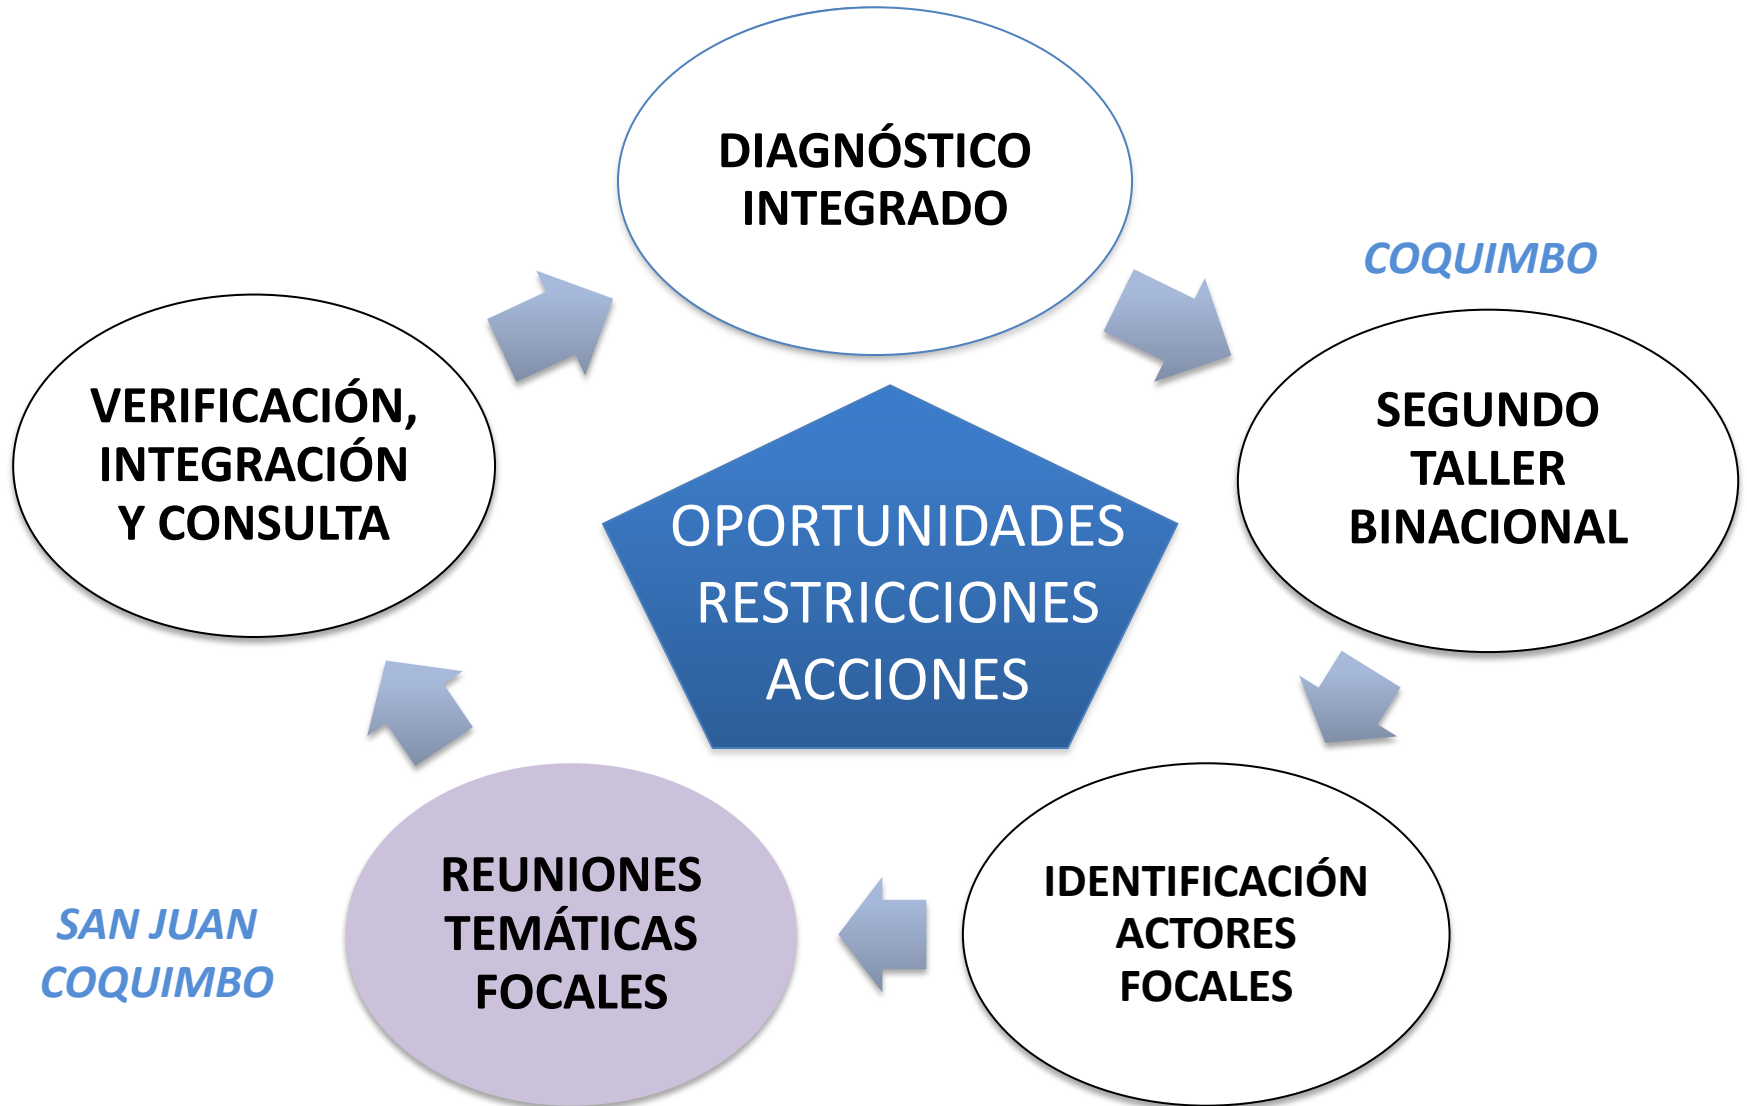 DIAGNÓSTICO
INTEGRADO
COQUIMBO
SEGUNDO
TALLER
BINACIONAL
VERIFICACIÓN,
INTEGRACIÓN
Y CONSULTA
OPORTUNIDADES
RESTRICCIONES
ACCIONES
IDENTIFICACIÓN
ACTORES
FOCALES
REUNIONES
TEMÁTICAS
FOCALES
SAN JUAN
COQUIMBO